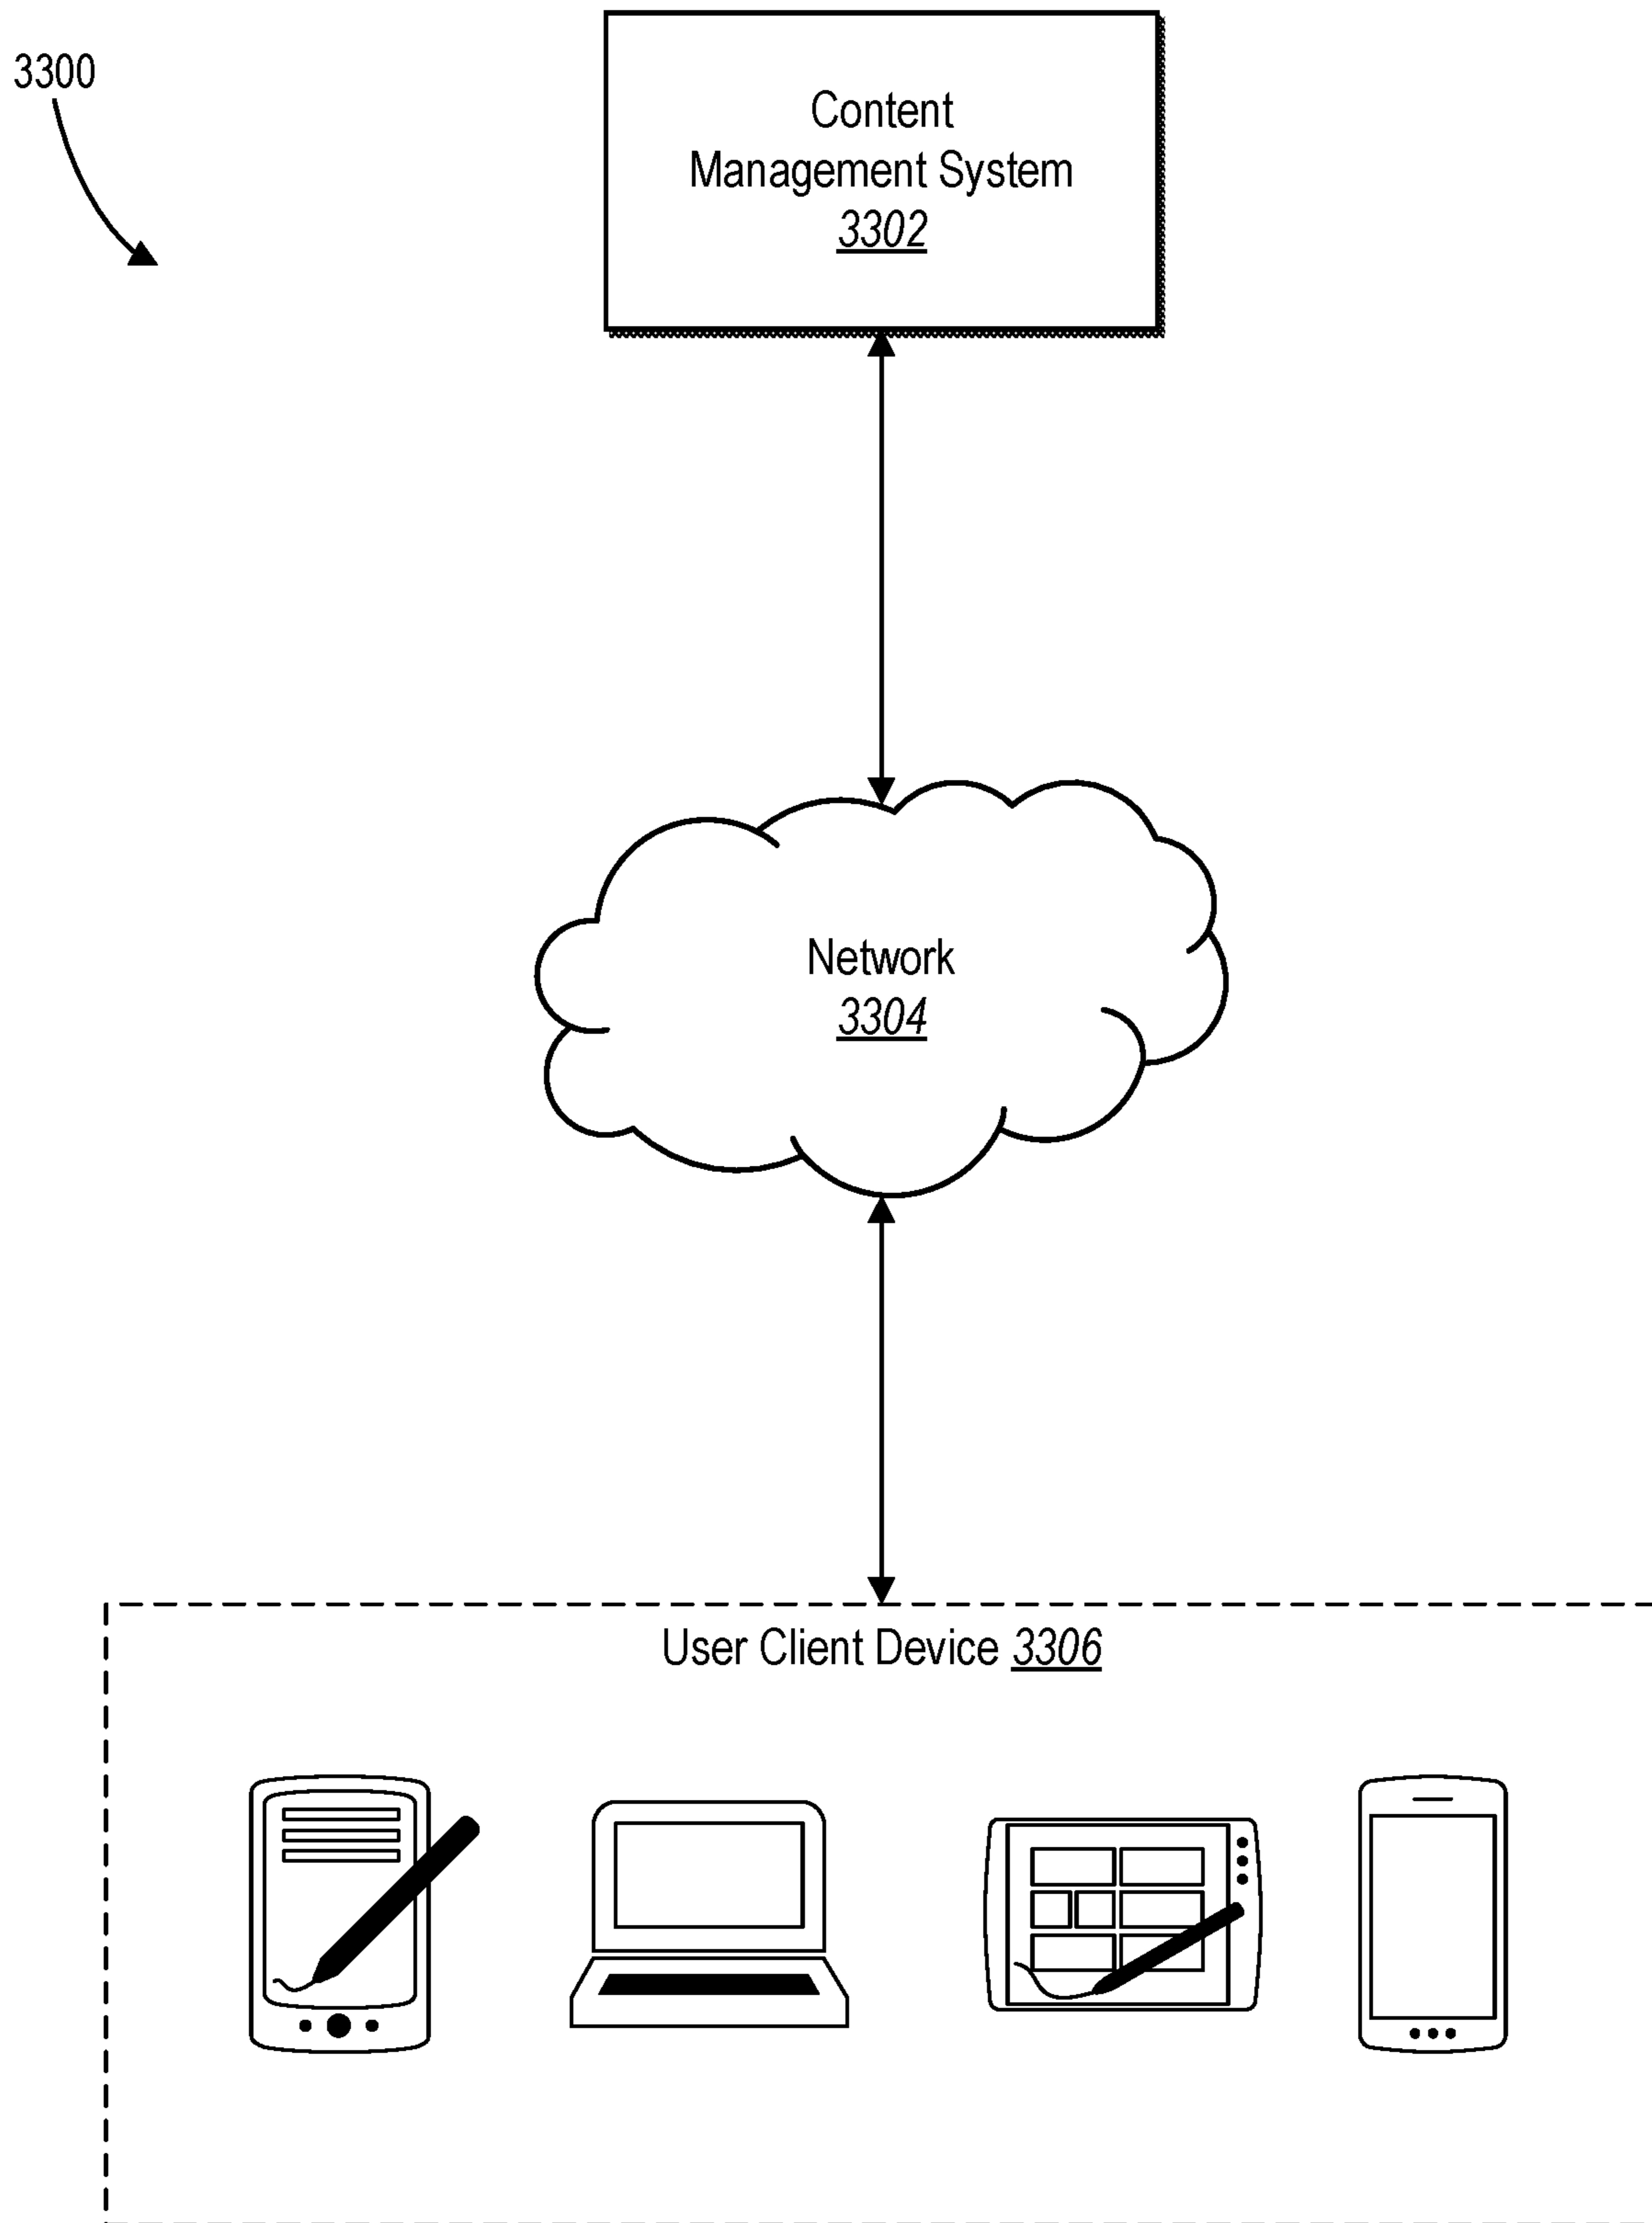 3300
Content
Management System
3302
Network
3304
User Client Device 3306